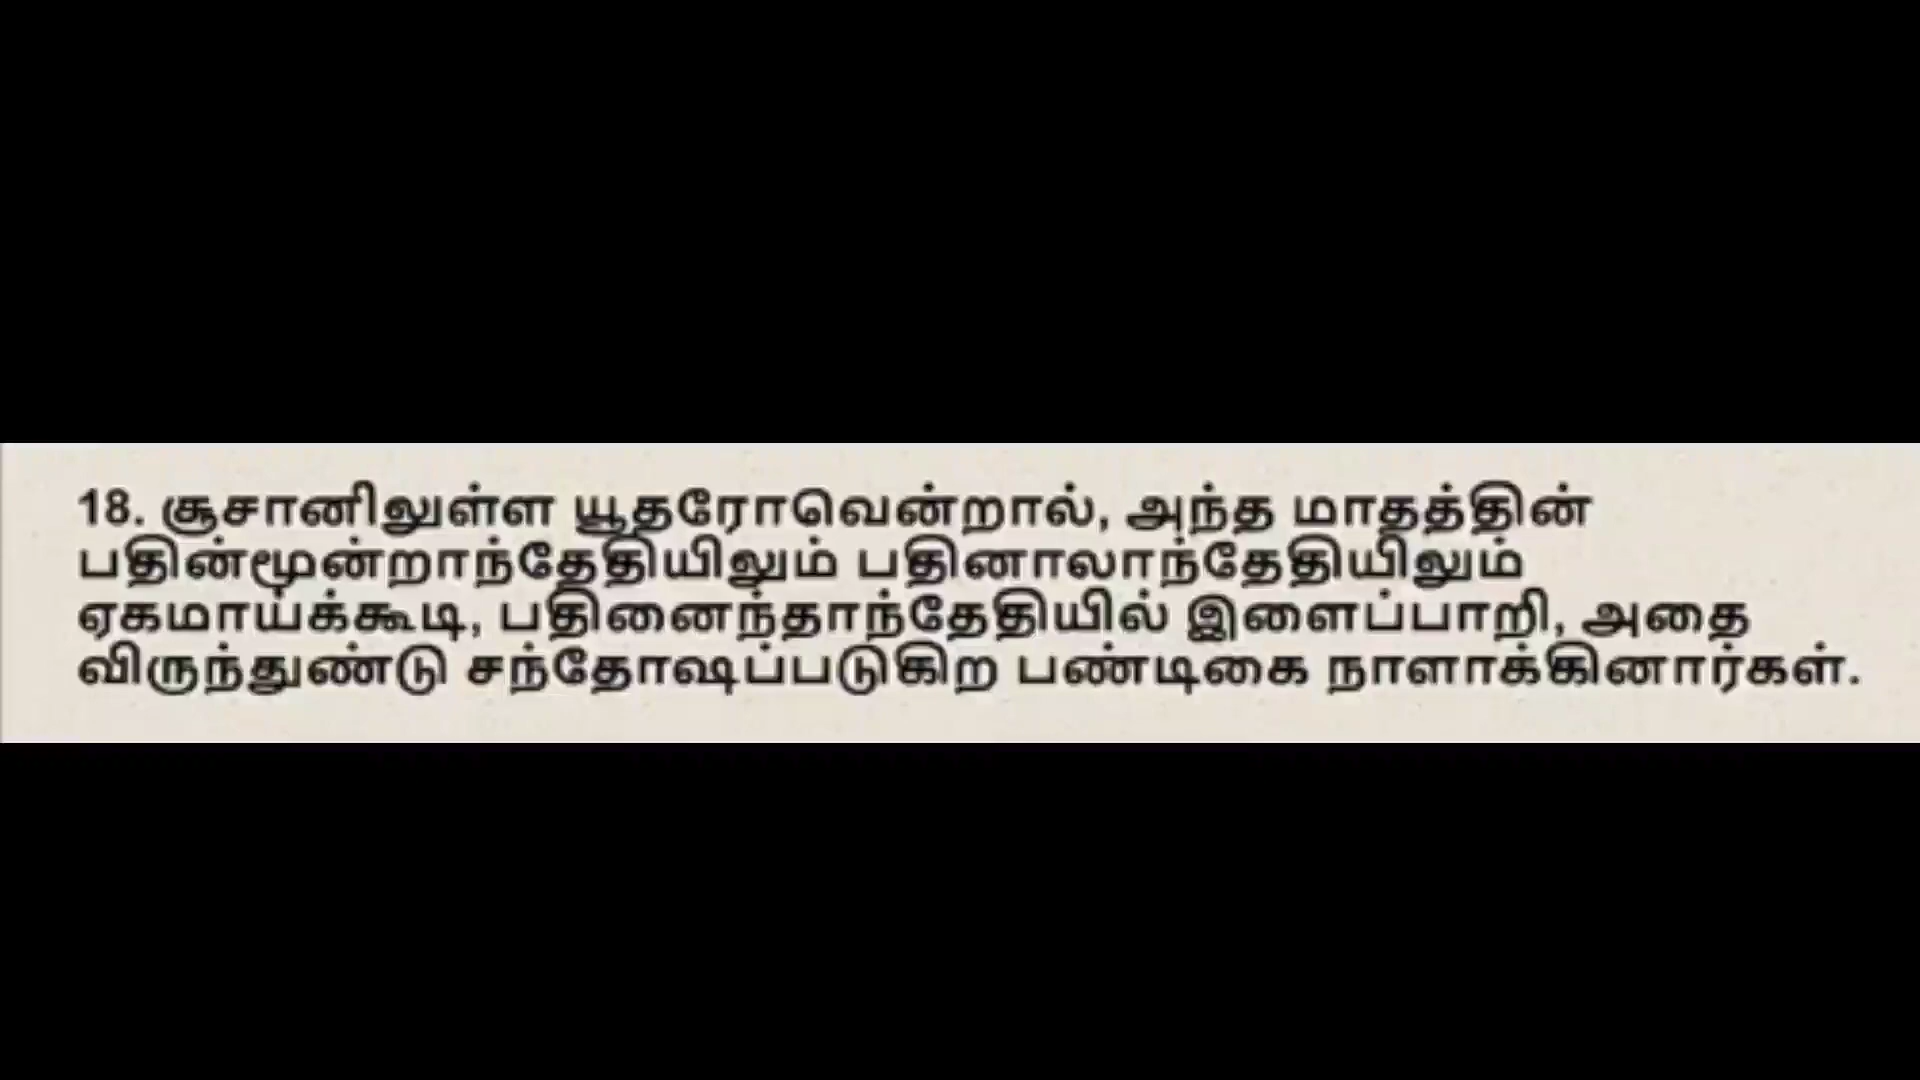 18. சூசானிலுள்ள யூதரோவென்றால், அந்த மாதத்தின்
பதின்மூன்றாந்தேதியிலும் பதினாலாந்தேதியிலும்
ஏகமாய்க்கூடி, பதினைந்தாந்தேதியில் இளைப்பாறி, அதை
விருந்துண்டு சந்தோஷப்படுகிற பண்டிகை நாளாக்கினார்கள்.